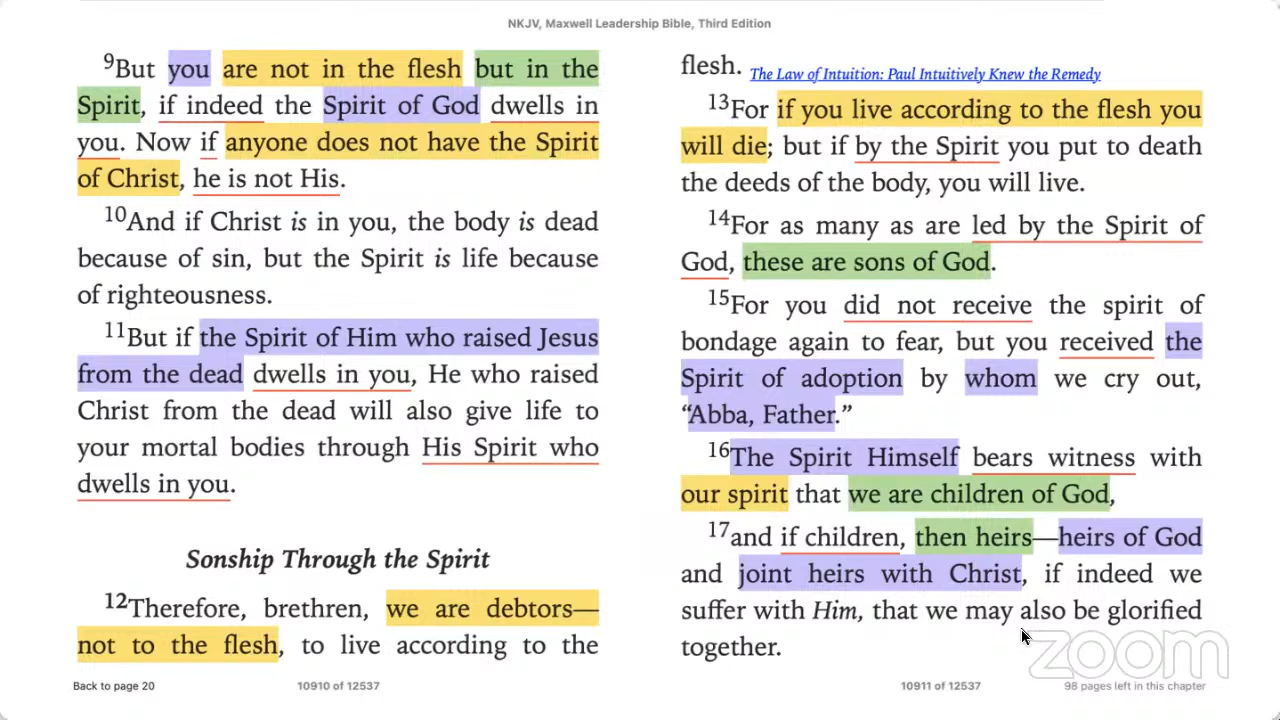 NKJV, Maxwell Leadership Bible, Third Edition
9But you are not in the flesh but in the
Spirit, if indeed the Spirit of God dwells in
you. Now if anyone does not have the Spirit
of Christ, he is not His.
10And if Christ is in you, the body is dead
because of sin, but the Spirit is life because
of righteousness.
11But if the Spirit of Him who raised Jesus
from the dead dwells in you, He who raised
Christ from the dead will also give life to
your mortal bodies through His Spirit who
dwells in you.
Sonship Through the Spirit
12Therefore, brethren, we are debtors—
not to the flesh, to live according to the
flesh. The Law of Intuition: Paul Intuitively Knew the Remedy
13For if you live according to the flesh you
will die; but if by the Spirit you put to death
the deeds of the body, you will live.
14For as many as are led by the Spirit of
God, these are sons of God.
15For you did not receive the spirit of
bondage again to fear, but you received the
Spirit of adoption by whom we cry out,
“Abba, Father.”
16The Spirit Himself bears witness with
our spirit that we are children of God,
17and if children, then heirs—heirs of God
and joint heirs with Christ, if indeed we
suffer with Him, that we may also be glorified
together.
zoom
Back to page 20
10910 of 12537
10911 of 12537
98 pages left in this chapter